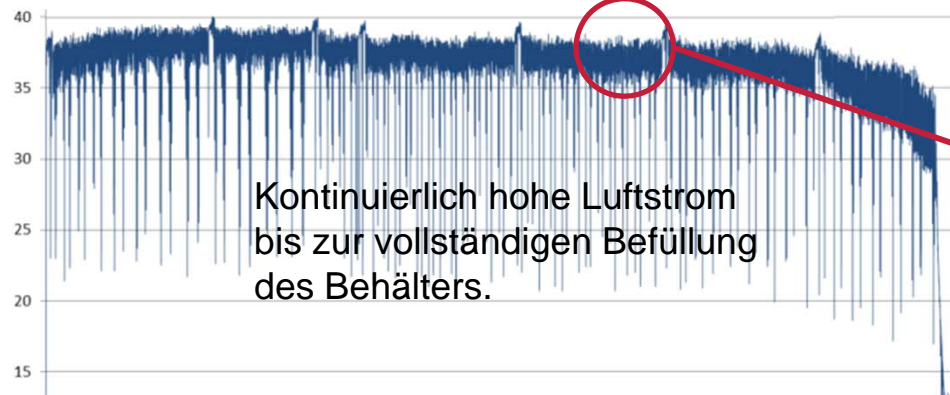 40
35
30
25
20
15
Kontinuierlich hohe Luftstrom
bis zur vollständigen Befüllung
des Behälters.